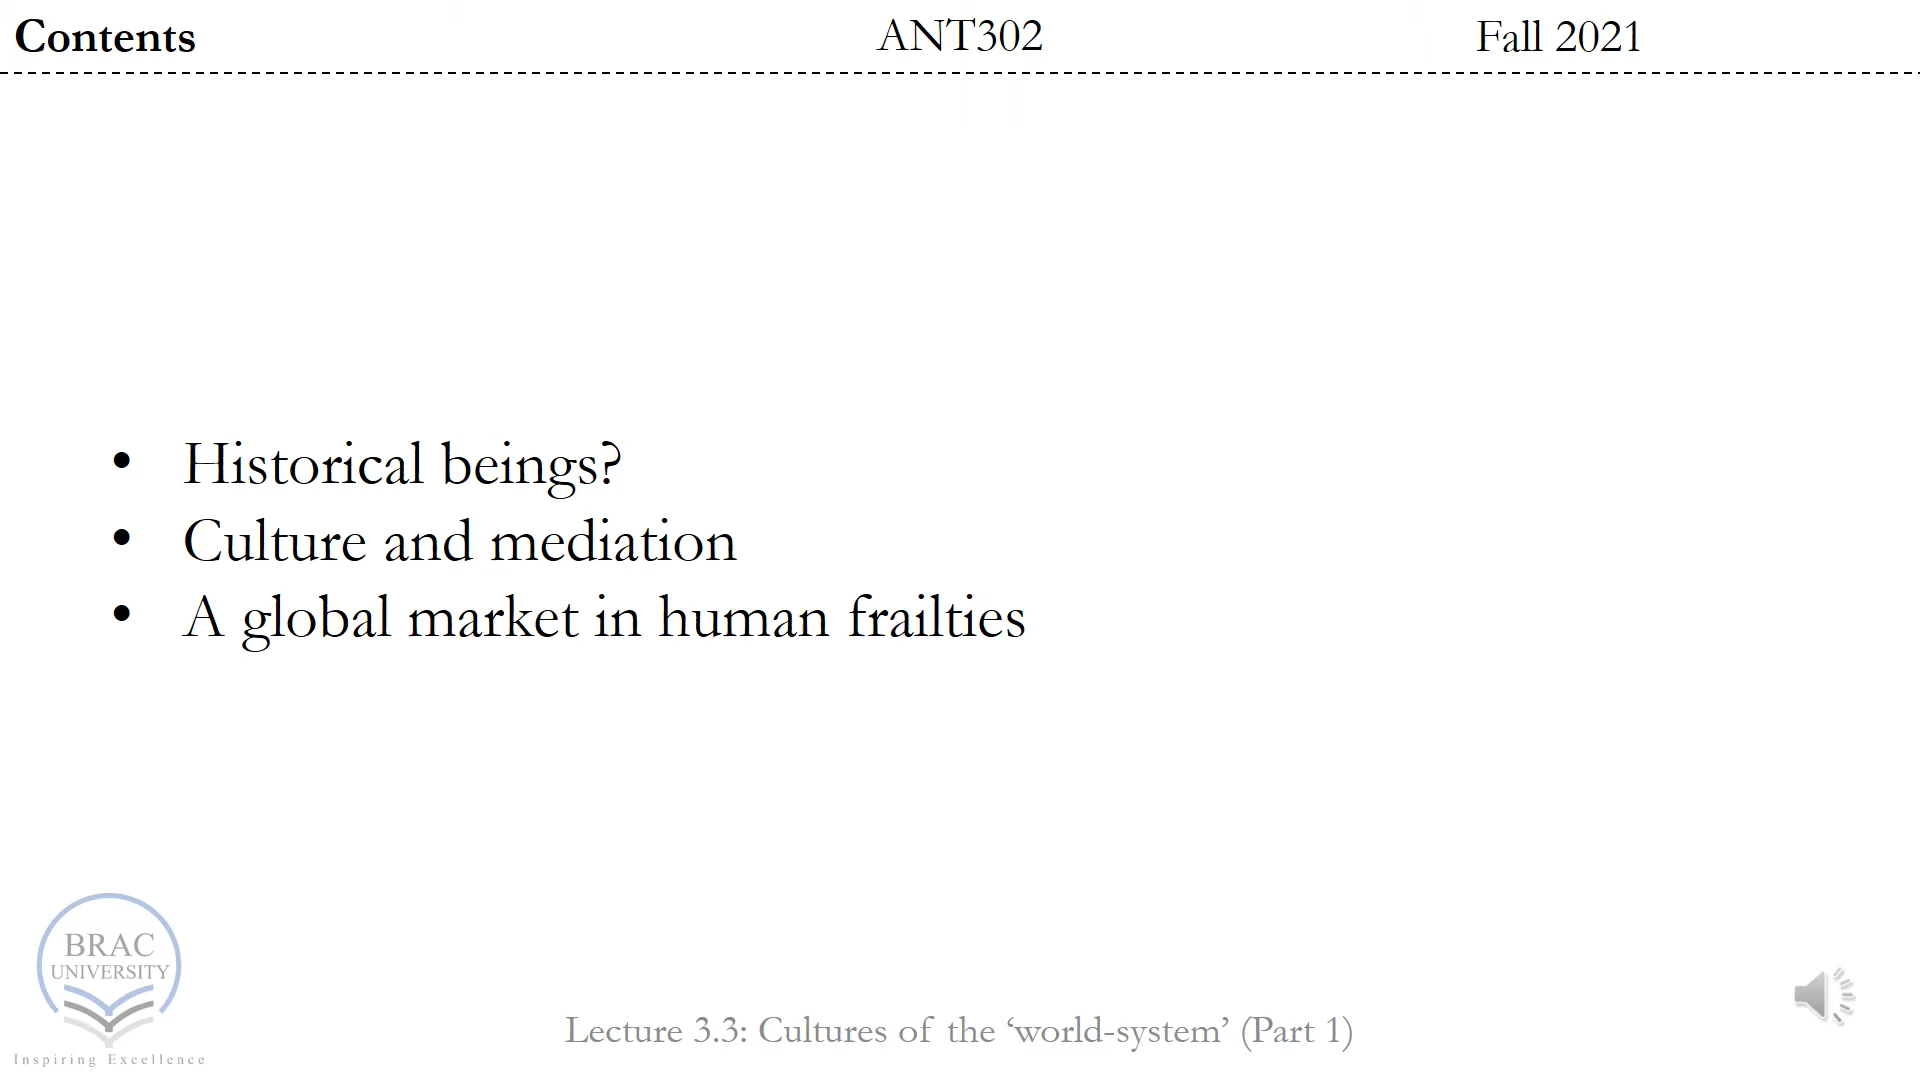 Contents ANT302 Fall 2021
• Historical beings?
• Culture and mediation
• A global market in human frailties
BRAC
UNIVERSITY
Inspiring Excellence
Lecture 3.3: Cultures of the ‘world-system’ (Part 1)